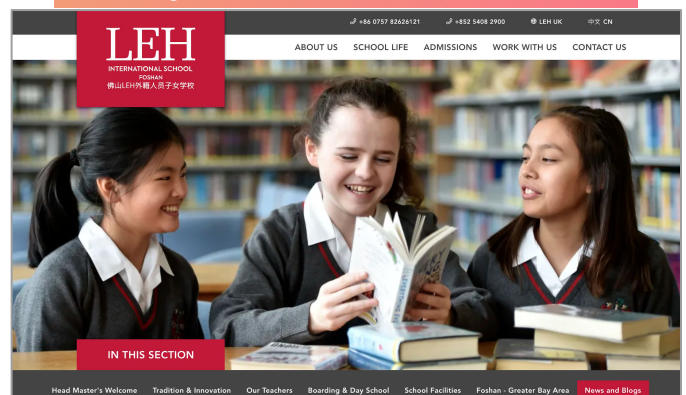 +86 0757 82626121 +852 5408 2900 LEH UK 中文 CN
LEH
INTERNATIONAL SCHOOL
FOSHAN
佛山LEH外籍人员子女学校
ABOUT US SCHOOL LIFE ADMISSIONS WORK WITH US CONTACT US
IN THIS SECTION
Head Master's Welcome Tradition & Innovation Our Teachers Boarding & Day School School Facilities Foshan - Greater Bay Area News and Blogs